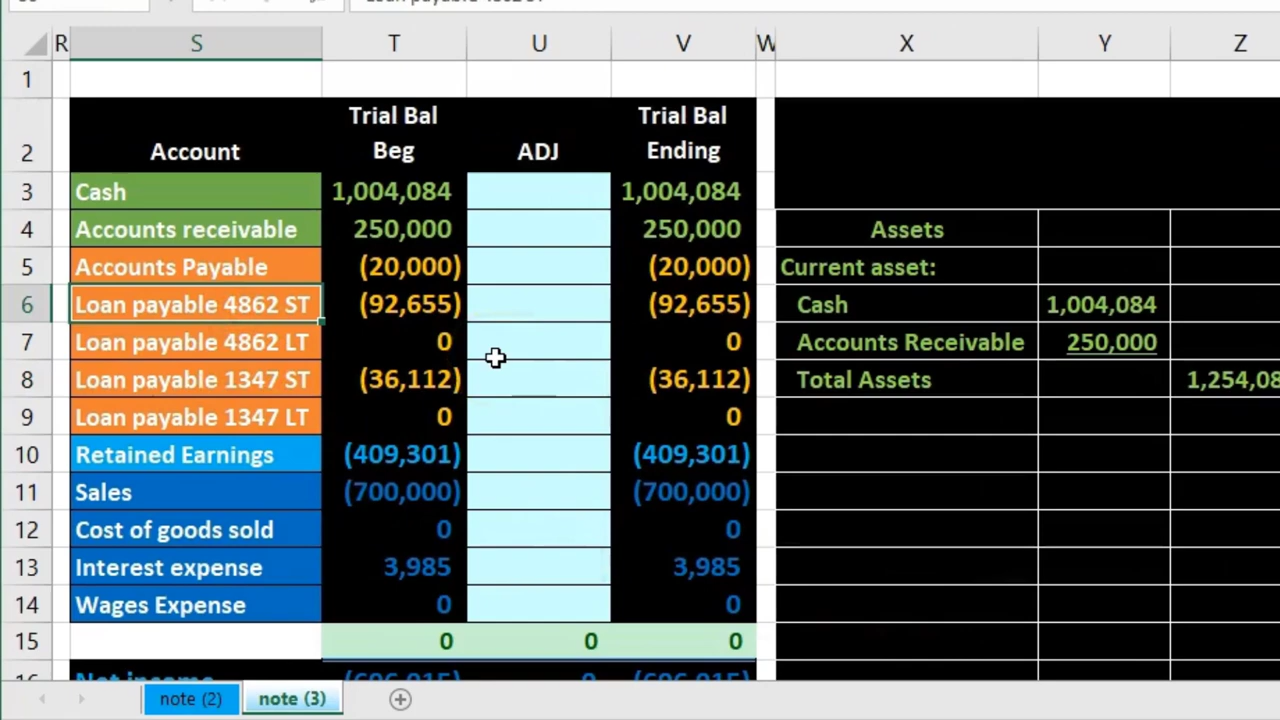 R S T U V W X Y Z
1
Trial Bal Trial Bal
2 Account Beg ADJ Ending
3 Cash 1,004,084 1,004,084
4 Accounts receivable 250,000 250,000 Assets
5 Accounts Payable (20,000) (20,000) Current asset:
6 Loan payable 4862 ST (92,655) (92,655) Cash 1,004,084
7 Loan payable 4862 LT 0 0 Accounts Receivable 250,000
8 Loan payable 1347 ST (36,112) (36,112) Total Assets 1,254,08
9 Loan payable 1347 LT 0 0
10 Retained Earnings (409,301) (409,301)
11 Sales (700,000) (700,000)
12 Cost of goods sold 0 0
13 Interest expense 3,985 3,985
14 Wages Expense 0 0
15 0 0 0
Net income (696,015) 0 (696,015)
note (2) note (3)